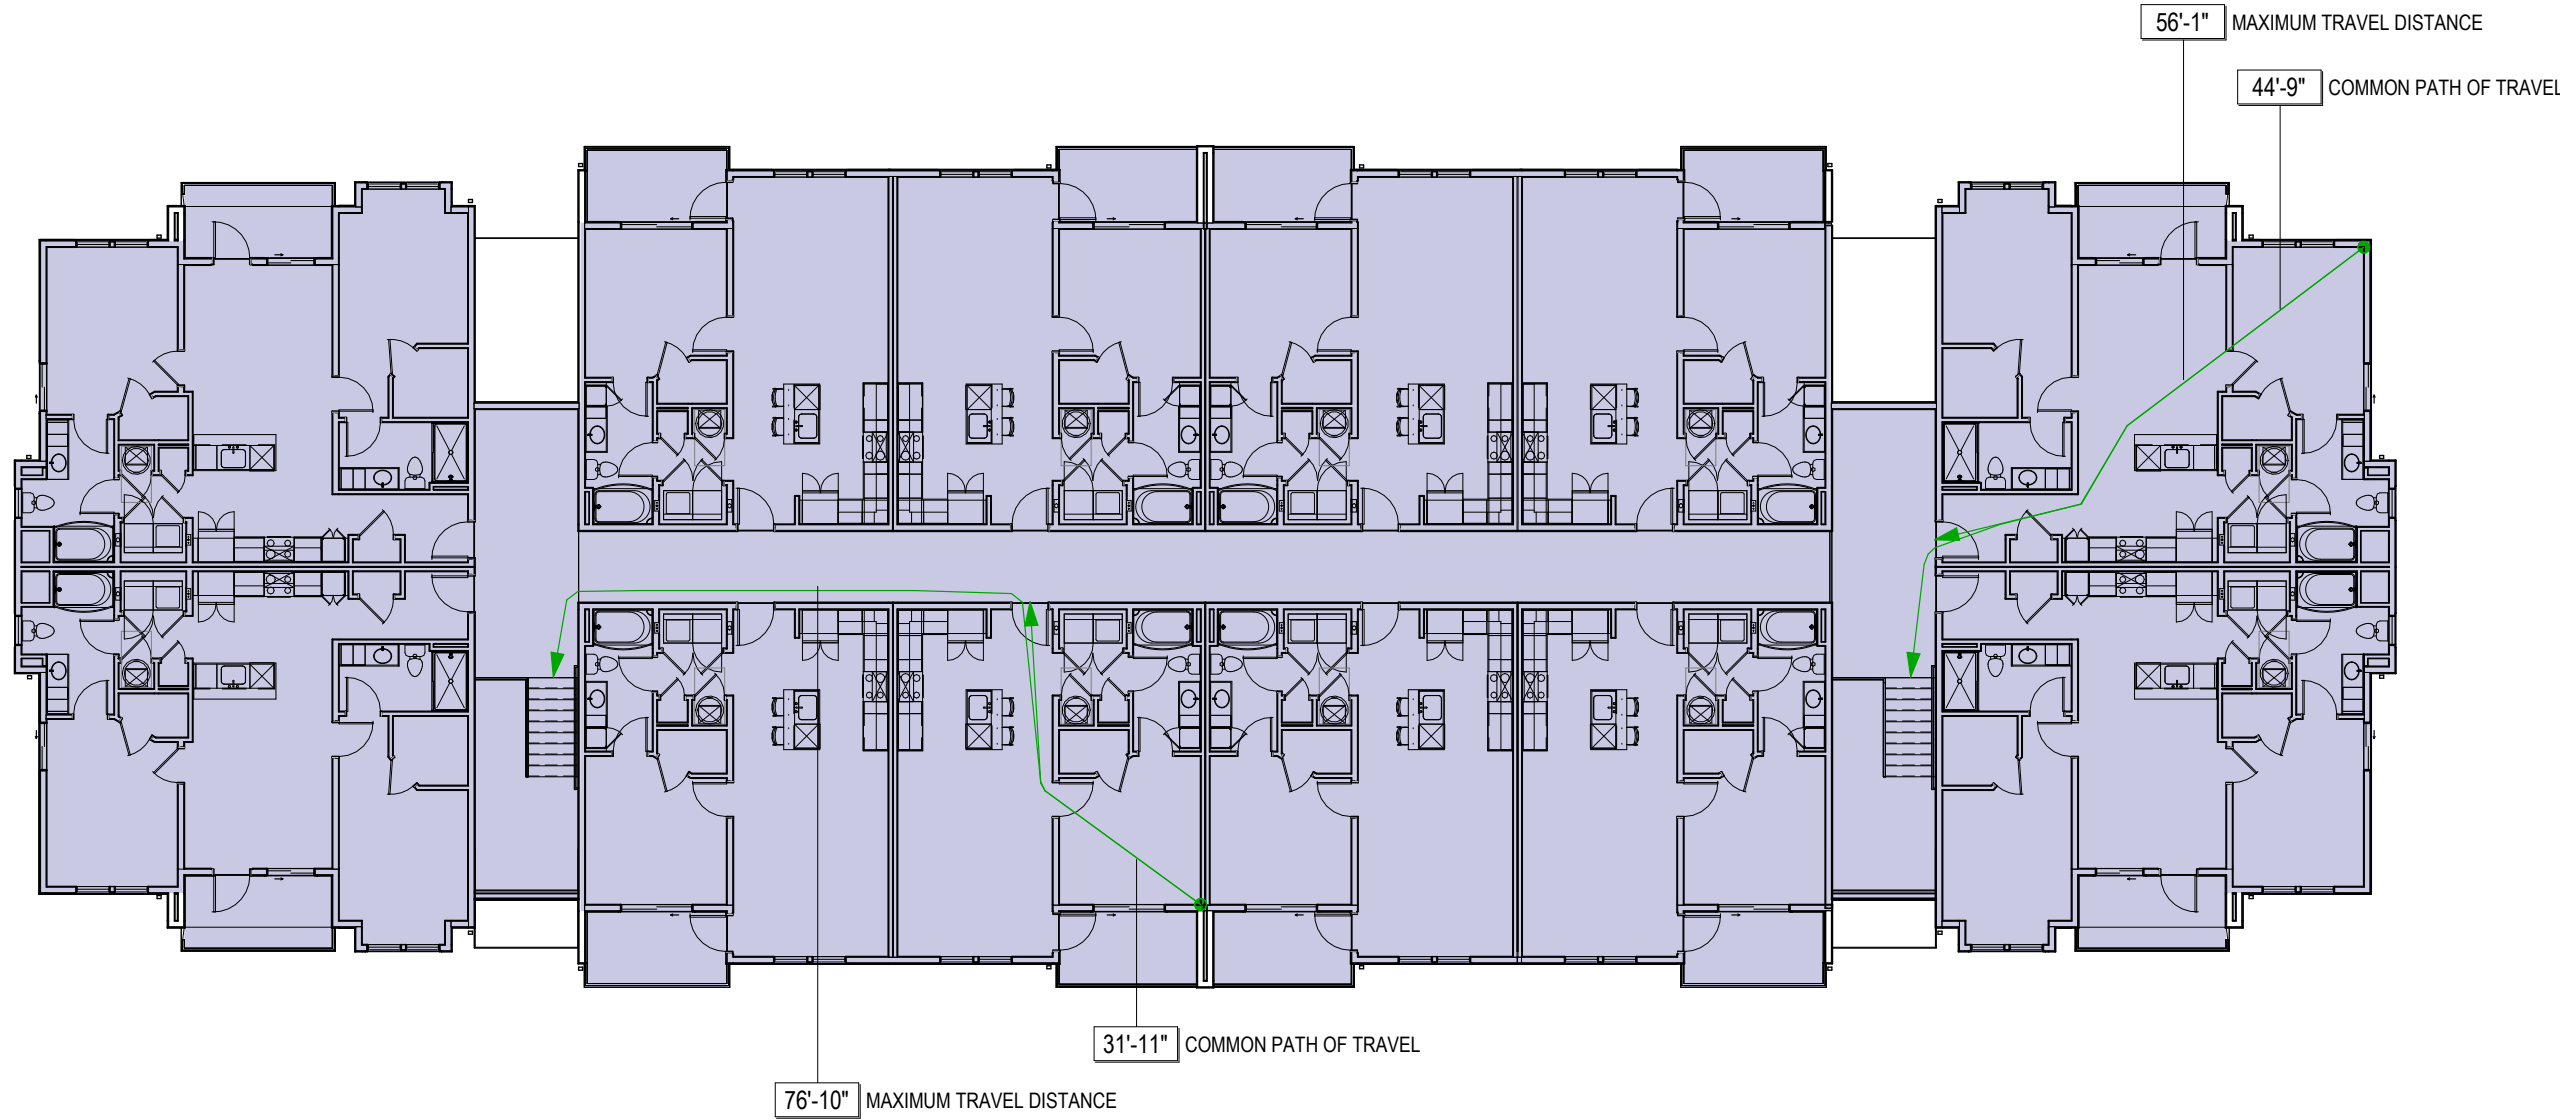 56'-1" MAXIMUM TRAVEL DISTANCE
44'-9" COMMON PATH OF TRAVEL
31'-11" COMMON PATH OF TRAVEL
76'-10" MAXIMUM TRAVEL DISTANCE